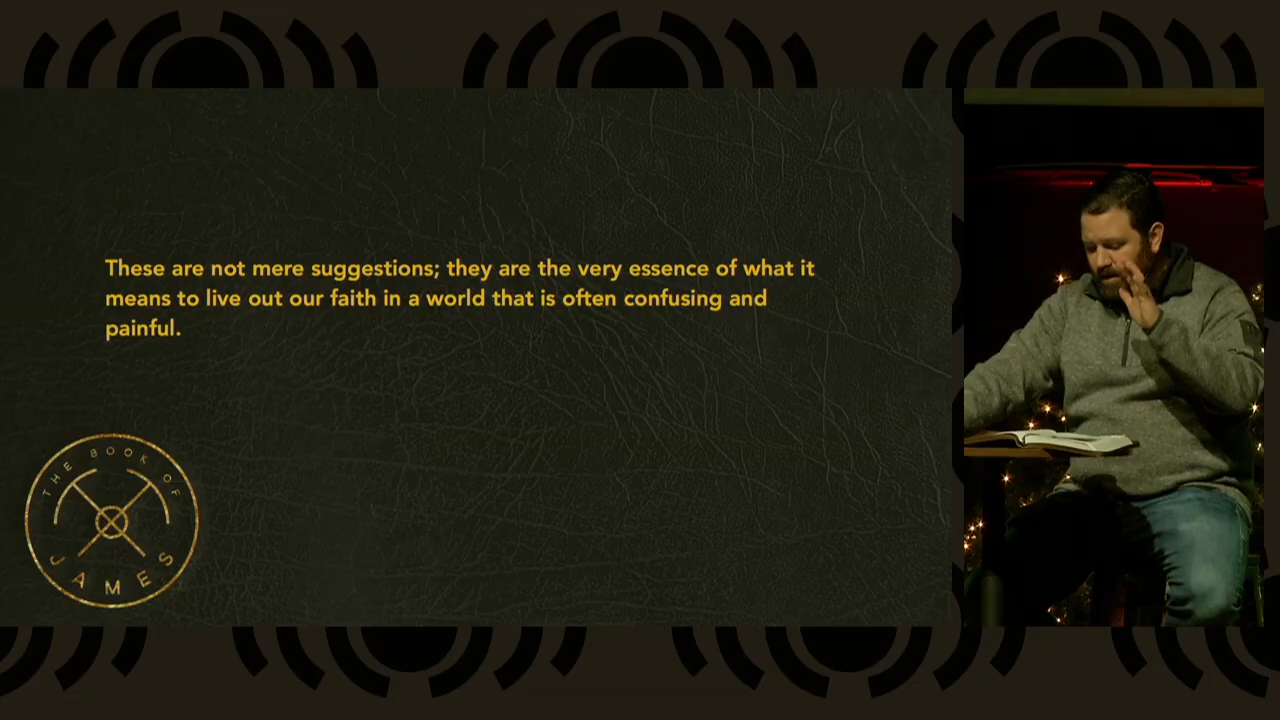 These are not mere suggestions; they are the very essence of what it
means to live out our faith in a world that is often confusing and
painful.
THE BOOK OF
JAMES